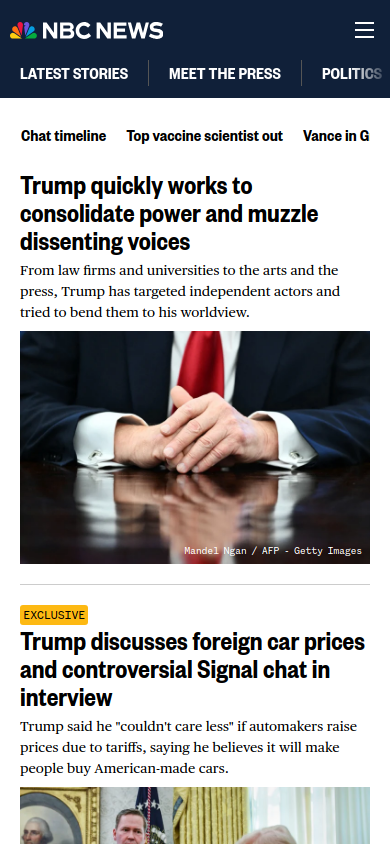 NBC NEWS
LATEST STORIES
MEET THE PRESS
POLITICS
Chat timeline
Top vaccine scientist out
Vance in G
Trump quickly works to
consolidate power and muzzle
dissenting voices
From law firms and universities to the arts and the
press, Trump has targeted independent actors and
tried to bend them to his worldview.
Mandel Ngan / AFP - Getty Images
EXCLUSIVE
Trump discusses foreign car prices
and controversial Signal chat in
interview
Trump said he "couldn't care less" if automakers raise
prices due to tariffs, saying he believes it will make
people buy American-made cars.